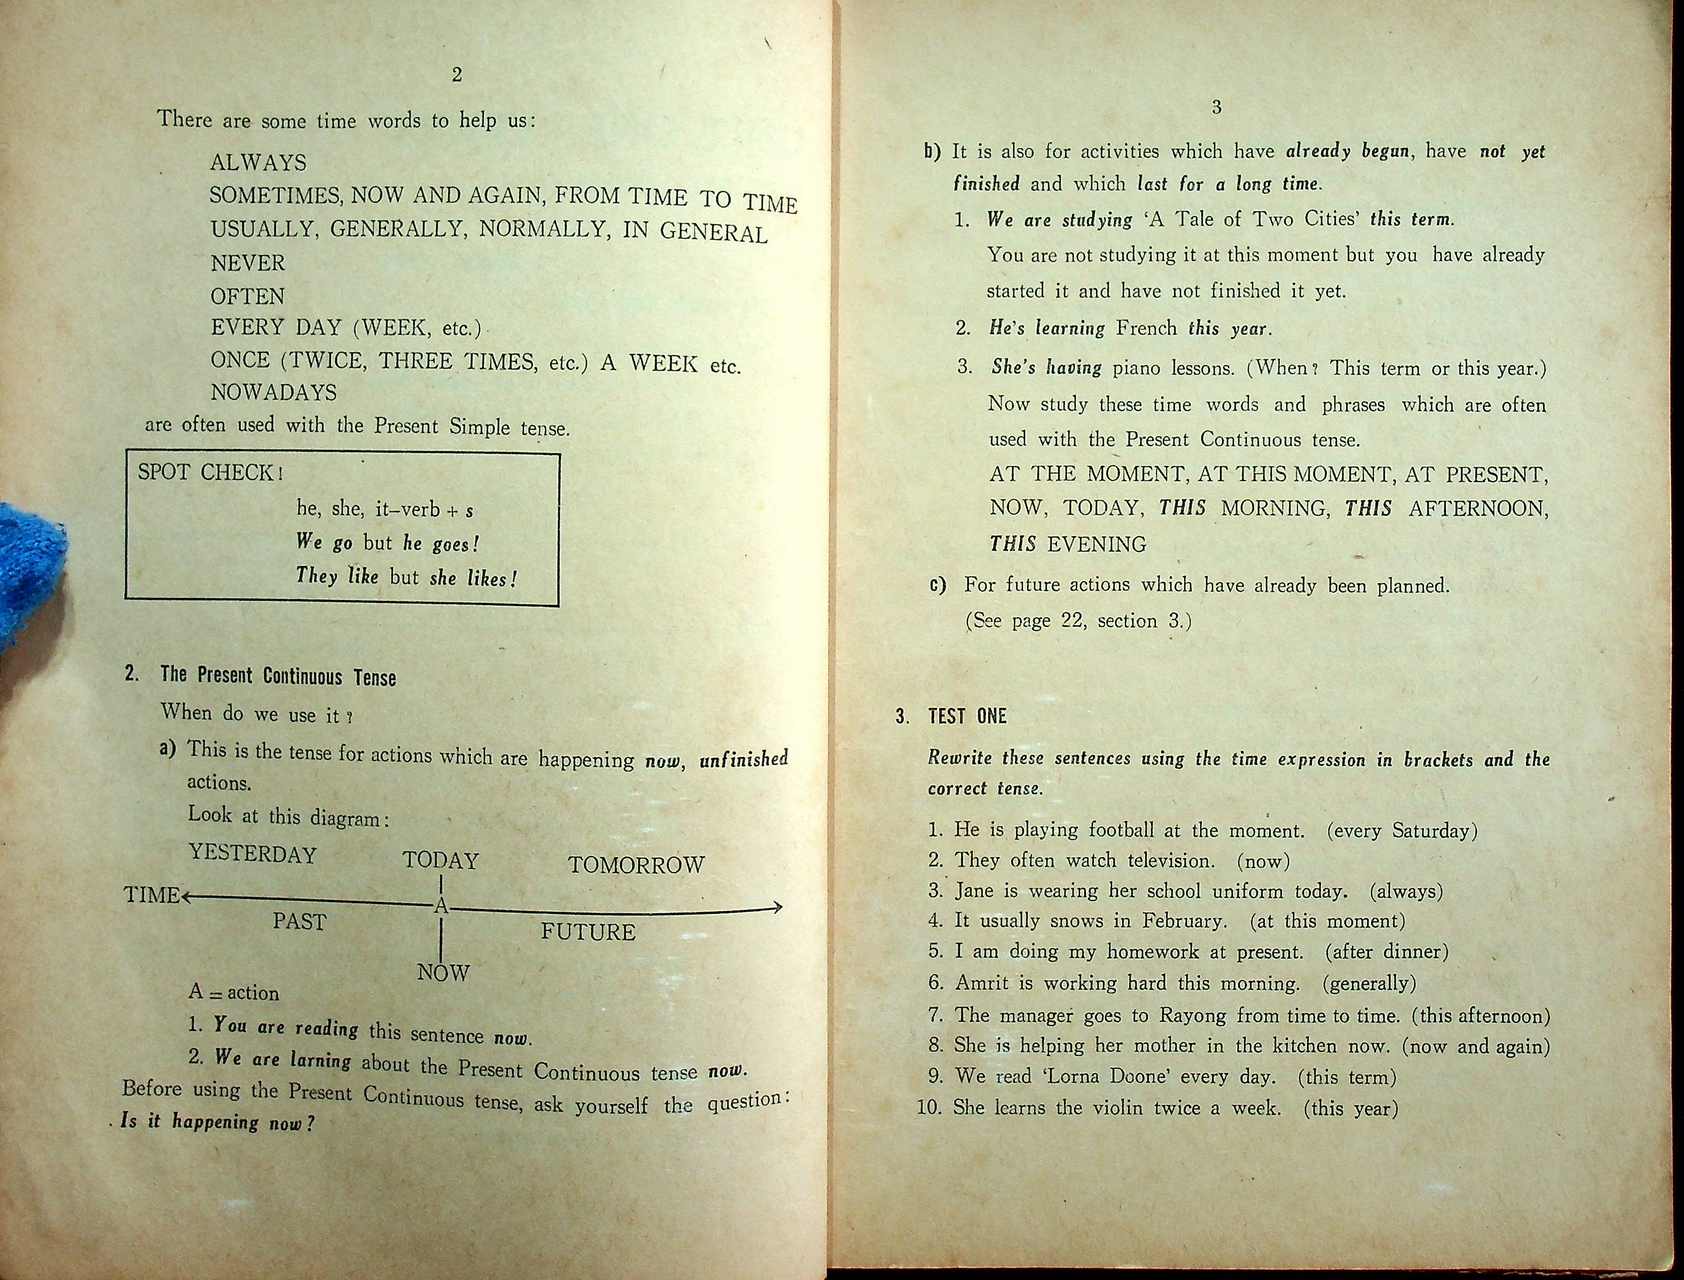 2
There are some time words to help us:
ALWAYS
SOMETIMES, NOW AND AGAIN, FROM TIME TO TIME
USUALLY, GENERALLY, NORMALLY, IN GENERAL
NEVER
OFTEN
EVERY DAY (WEEK, etc.)
ONCE (TWICE, THREE TIMES, etc.) A WEEK etc.
NOWADAYS
are often used with the Present Simple tense.
SPOT CHECK!
he, she, it–verb + s
We go but he goes!
They like but she likes!
2. The Present Continuous Tense
When do we use it?
a) This is the tense for actions which are happening now, unfinished
actions.
Look at this diagram:
YESTERDAY TODAY TOMORROW
TIME A
PAST FUTURE
NOW
A = action
1. You are reading this sentence now.
2. We are larning about the Present Continuous tense now.
Before using the Present Continuous tense, ask yourself the question:
Is it happening now?
3
b) It is also for activities which have already begun, have not yet
finished and which last for a long time.
1. We are studying ‘A Tale of Two Cities’ this term.
You are not studying it at this moment but you have already
started it and have not finished it yet.
2. He's learning French this year.
3. She's having piano lessons. (When? This term or this year.)
Now study these time words and phrases which are often
used with the Present Continuous tense.
AT THE MOMENT, AT THIS MOMENT, AT PRESENT,
NOW, TODAY, THIS MORNING, THIS AFTERNOON,
THIS EVENING
c) For future actions which have already been planned.
(See page 22, section 3.)
3. TEST ONE
Rewrite these sentences using the time expression in brackets and the
correct tense.
1. He is playing football at the moment. (every Saturday)
2. They often watch television. (now)
3. Jane is wearing her school uniform today. (always)
4. It usually snows in February. (at this moment)
5. I am doing my homework at present. (after dinner)
6. Amrit is working hard this morning. (generally)
7. The manager goes to Rayong from time to time. (this afternoon)
8. She is helping her mother in the kitchen now. (now and again)
9. We read ‘Lorna Doone’ every day. (this term)
10. She learns the violin twice a week. (this year)